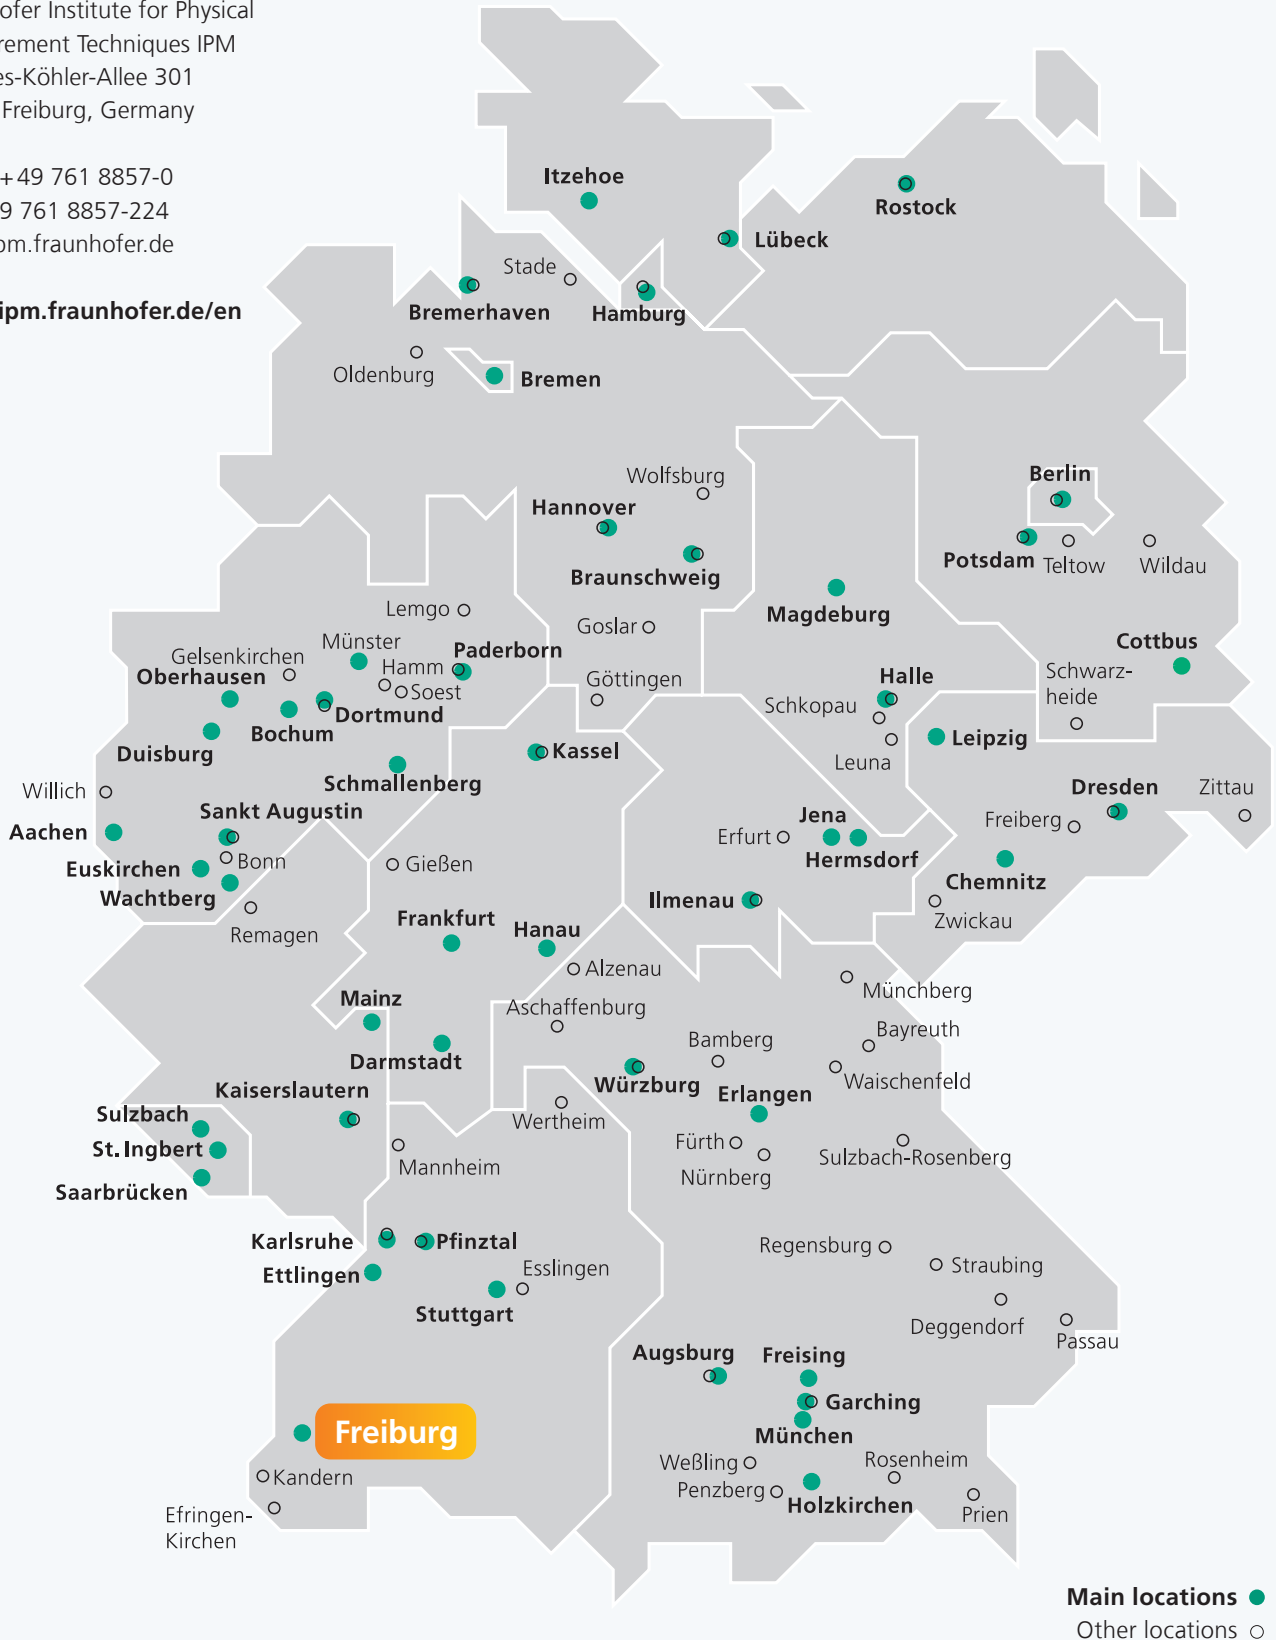 ofer Institute for Physical
rement Techniques IPM
es-Köhler-Allee 301
Freiburg, Germany
+49 761 8857-0
9 761 8857-224
pm.fraunhofer.de
ipm.fraunhofer.de/en
Itzehoe
Rostock
Lübeck
Stade
Bremerhaven
Hamburg
Oldenburg
Bremen
Wolfsburg
Berlin
Hannover
Potsdam
Teltow
Wildau
Braunschweig
Magdeburg
Lemgo
Goslar
Münster
Cottbus
Gelsenkirchen
Hamm
Paderborn
Schwarz-
heide
Oberhausen
Soest
Göttingen
Halle
Schkopau
Dortmund
Bochum
Leipzig
Duisburg
Kassel
Leuna
Schmallenberg
Willich
Dresden
Zittau
Sankt Augustin
Jena
Freiberg
Aachen
Erfurt
Bonn
Gießen
Hermsdorf
Euskirchen
Chemnitz
Wachtberg
Ilmenau
Frankfurt
Zwickau
Remagen
Hanau
Alzenau
Münchberg
Mainz
Aschaffenburg
Bayreuth
Bamberg
Darmstadt
Waischenfeld
Würzburg
Kaiserslautern
Erlangen
Sulzbach
Wertheim
Fürth
St. Ingbert
Sulzbach-Rosenberg
Mannheim
Nürnberg
Saarbrücken
Karlsruhe
Pfinztal
Regensburg
Straubing
Ettlingen
Esslingen
Stuttgart
Deggendorf
Passau
Augsburg
Freising
Garching
Freiburg
München
Weßling
Rosenheim
Kandern
Penzberg
Holzkirchen
Prien
Efringen-
Kirchen
Main locations
Other locations